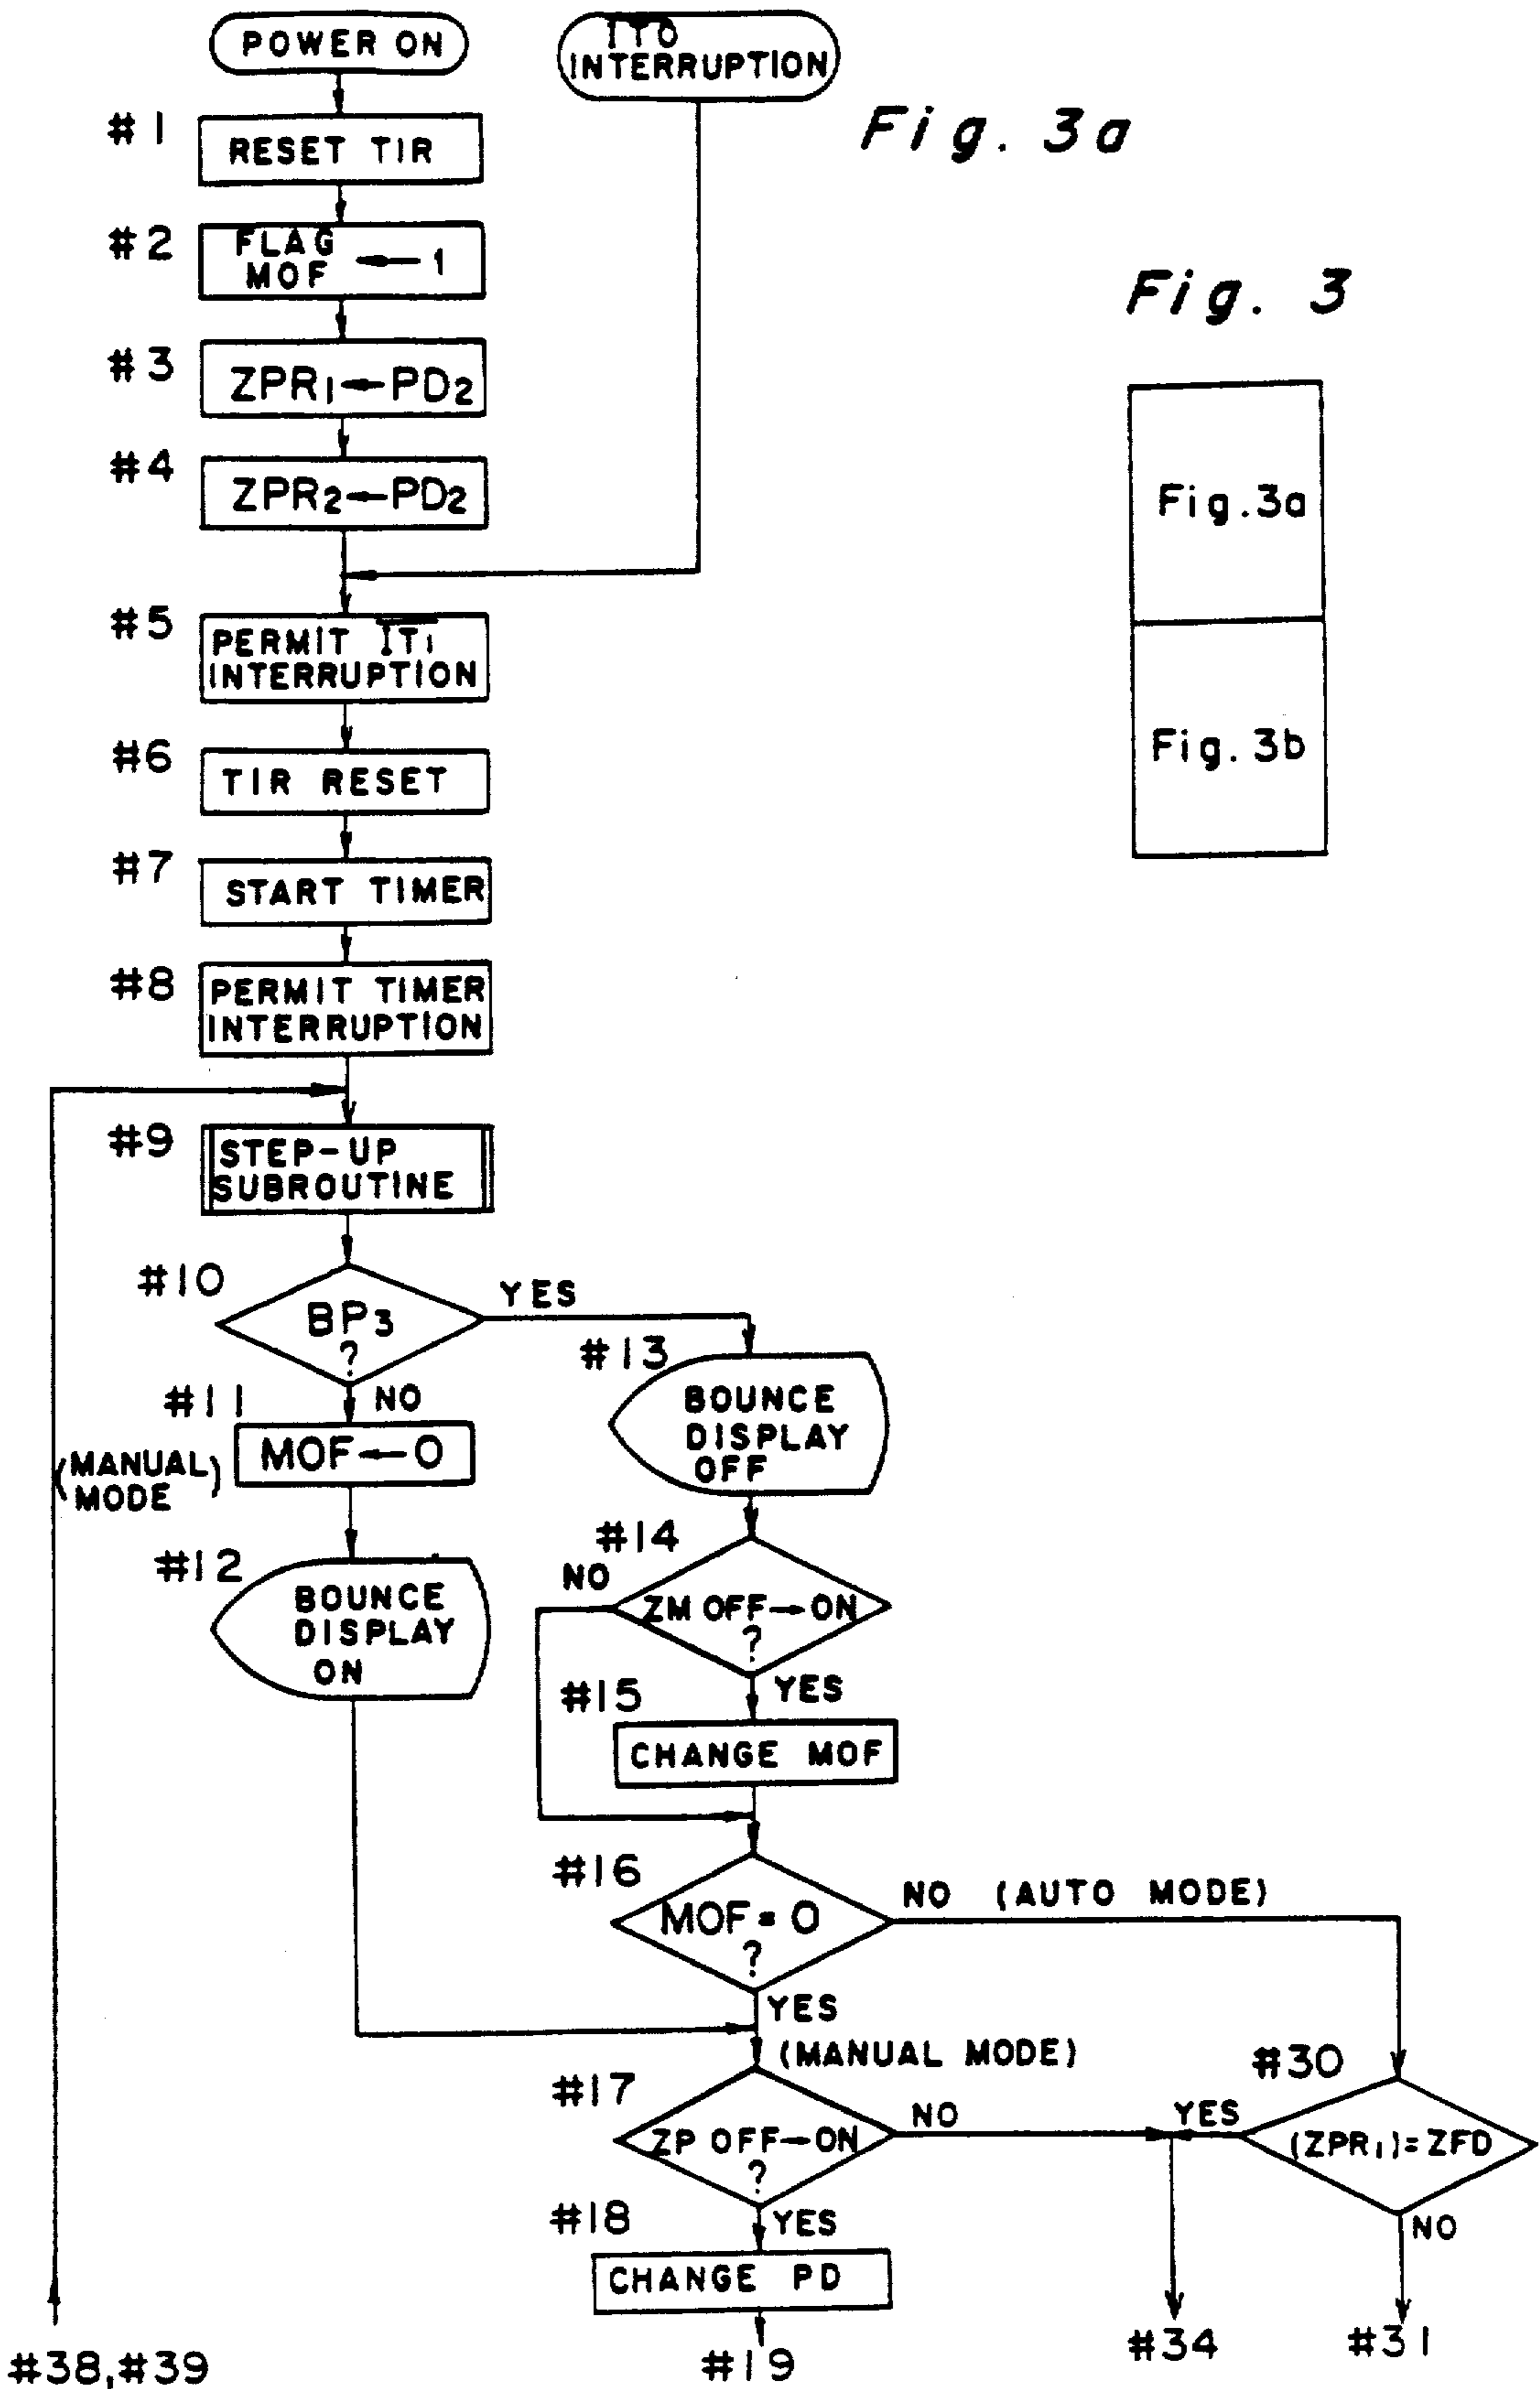 POWER ON
IT0
INTERRUPTION
Fig. 3a
#1
RESET TIR
#2
FLAG
MOF ← 1
Fig. 3
#3
ZPR1←PD2
#4
ZPR2←PD2
Fig.3a
#5
PERMIT IT1
INTERRUPTION
#6
TIR RESET
Fig. 3b
#7
START TIMER
#8
PERMIT TIMER
INTERRUPTION
#9
STEP-UP
SUBROUTINE
#10
BP3
?
YES
#11
NO
MOF←0
(MANUAL)
MODE
#12
BOUNCE
DISPLAY
ON
#13
BOUNCE
DISPLAY
OFF
#14
NO
ZM OFF→ON
?
YES
#15
CHANGE MOF
#16
MOF=0
?
NO (AUTO MODE)
YES
(MANUAL MODE)
#17
ZP OFF→ON
?
NO
YES
#30
(ZPR1)=ZFD
YES
NO
#18
CHANGE PD
#38,#39
#19
#34
#31